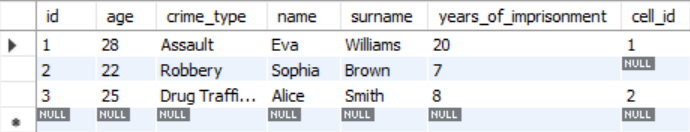 id age crime_type name surname years_of_imprisonment cell_id
1 28 Assault Eva Williams 20 1
2 22 Robbery Sophia Brown 7 NULL
3 25 Drug Traffi... Alice Smith 8 2
NULL NULL NULL NULL NULL NULL NULL